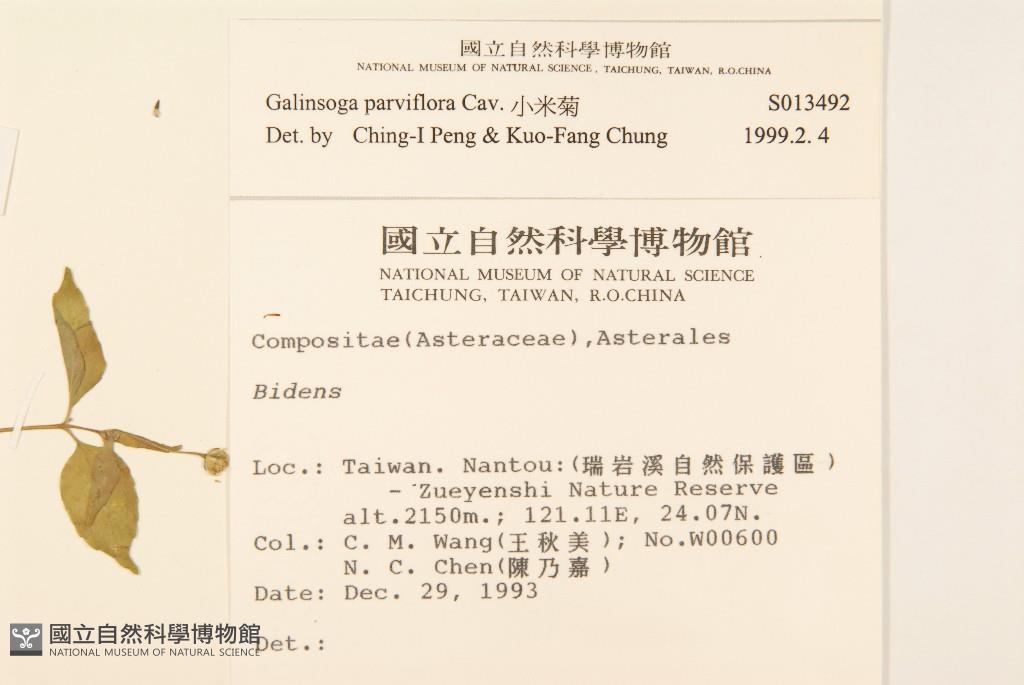 國立自然科學博物館
NATIONAL MUSEUM OF NATURAL SCIENCE, TAICHUNG, TAIWAN, R.O.CHINA
Galinsoga parviflora Cav. 小米菊 S013492
Det. by Ching-I Peng & Kuo-Fang Chung 1999.2. 4
國立自然科學博物館
NATIONAL MUSEUM OF NATURAL SCIENCE
TAICHUNG, TAIWAN, R.O.CHINA
Compositae(Asteraceae),Asterales
Bidens
Loc.: Taiwan. Nantou:(瑞岩溪自然保護區)
- Zueyenshi Nature Reserve
alt.2150m.; 121.11E, 24.07N.
Col.: C. M. Wang(王秋美); No.W00600
N. C. Chen(陳乃嘉)
Date: Dec. 29, 1993
Det.:
國立自然科學博物館
NATIONAL MUSEUM OF NATURAL SCIENCE